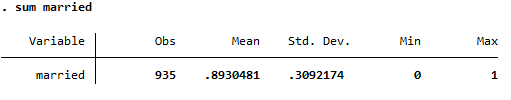 . sum married
Variable Obs Mean Std. Dev. Min Max
married 935 .8930481 .3092174 0 1